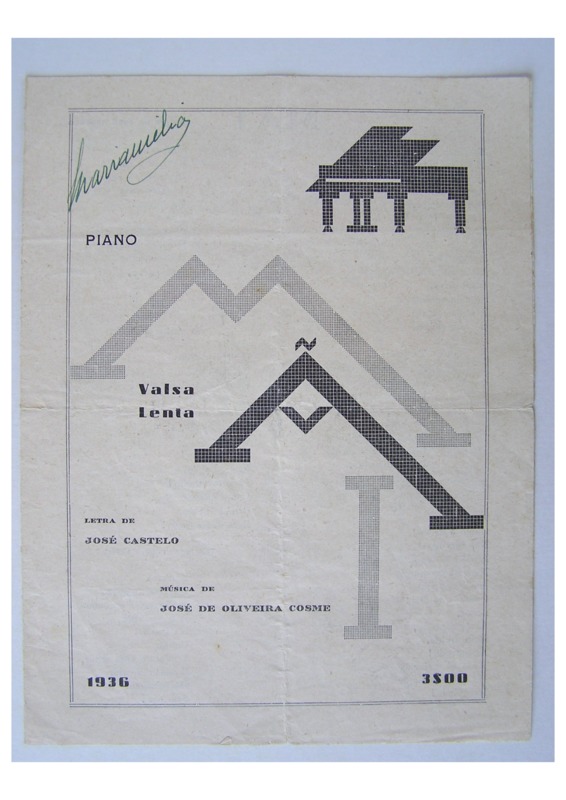 PIANO
MÃI
Valsa
Lenta
LETRA DE
JOSÉ CASTELO
MÚSICA DE
JOSÉ DE OLIVEIRA COSME
1936
3$00